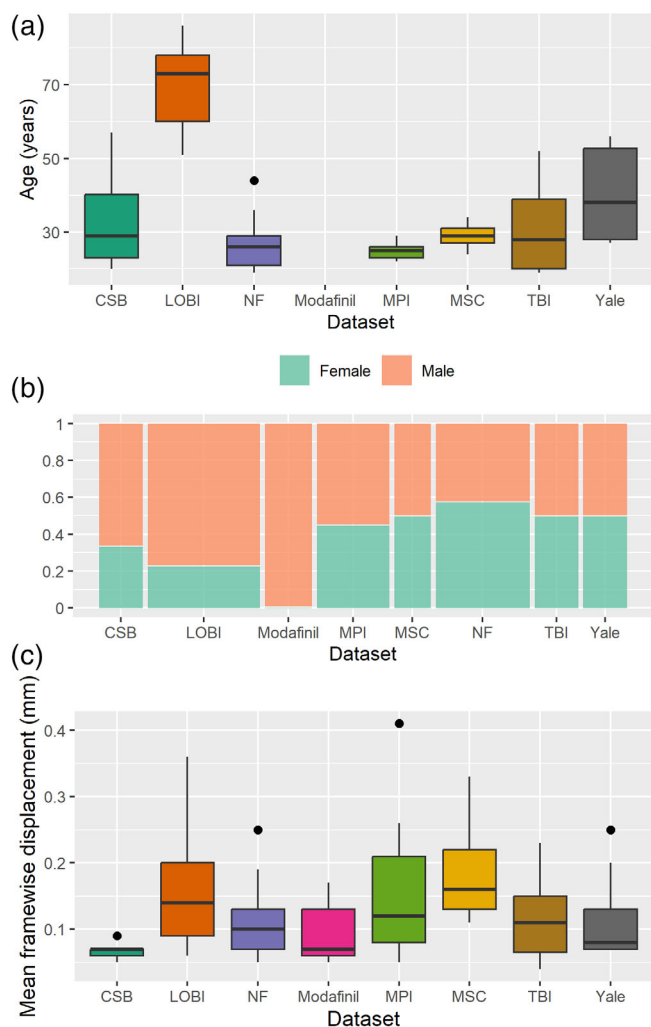 (a)
Age (years)
70
50
30
CSB LOBI NF Modafinil MPI MSC TBI Yale
Dataset
Female Male
(b)
1
0.8
0.6
0.4
0.2
0
CSB LOBI Modafinil MPI MSC NF TBI Yale
Dataset
(c)
Mean framewise displacement (mm)
0.4
0.3
0.2
0.1
CSB LOBI NF Modafinil MPI MSC TBI Yale
Dataset